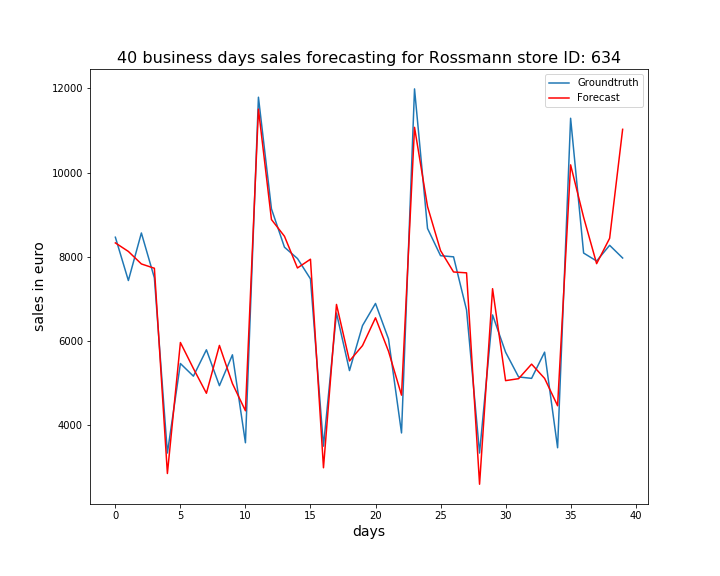 40 business days sales forecasting for Rossmann store ID: 634
Groundtruth
Forecast
12000
10000
8000
6000
4000
sales in euro
0 5 10 15 20 25 30 35 40
days